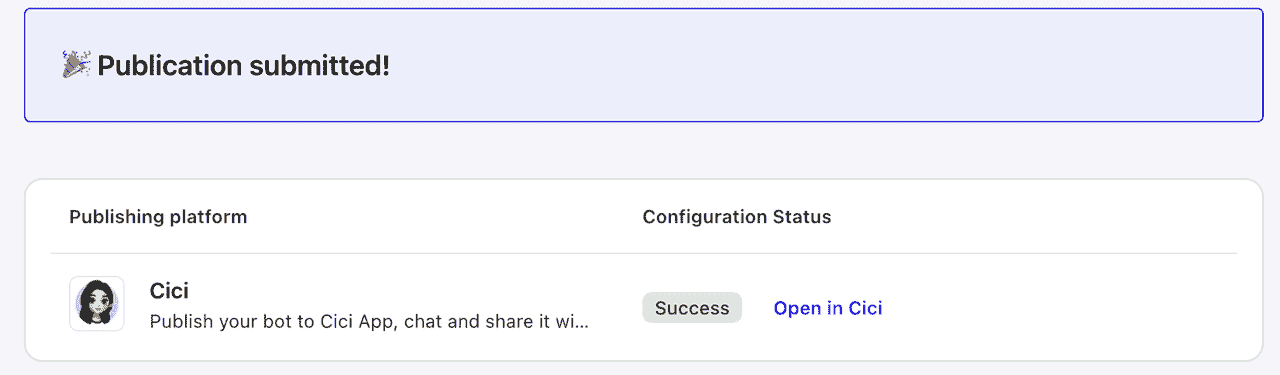 🎉 Publication submitted!
Publishing platform
Configuration Status
Cici
Publish your bot to Cici App, chat and share it wi...
Success
Open in Cici